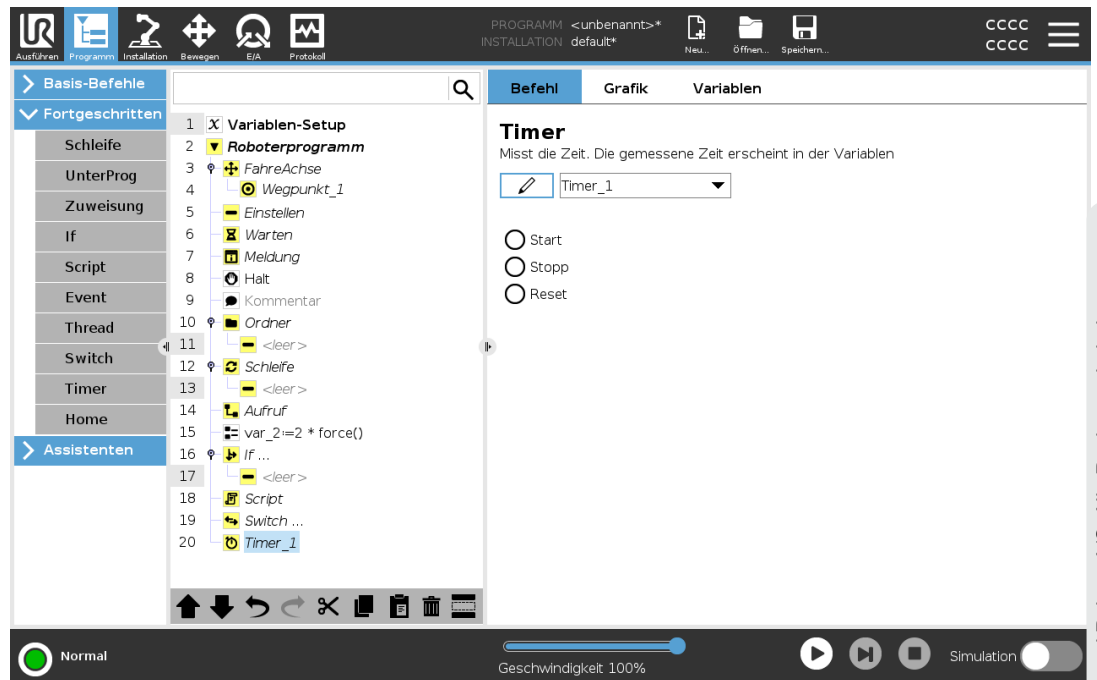 PROGRAMM <unbenannt>*
INSTALLATION default*
UR
Ausführen Programm Installation Bewegen E/A Protokoll
Neu... Öffnen... Speichern...
CCCC
CCCC
Basis-Befehle
Fortgeschritten
Schleife
UnterProg
Zuweisung
If
Script
Event
Thread
Switch
Timer
Home
Assistenten
1 X Variablen-Setup
2 Roboterprogramm
3 FahreAchse
4 Wegpunkt_1
5 Einstellen
6 Warten
7 Meldung
8 Halt
9 Kommentar
10 Ordner
11 <leer>
12 Schleife
13 <leer>
14 Aufruf
15 var_2≔2 * force()
16 If ...
17 <leer>
18 Script
19 Switch ...
20 Timer_1
Befehl Grafik Variablen
Timer
Misst die Zeit. Die gemessene Zeit erscheint in der Variablen
Timer_1
Start
Stopp
Reset
Normal
Geschwindigkeit 100%
Simulation